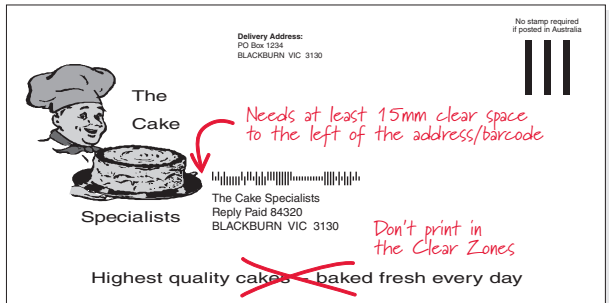 No stamp required
if posted in Australia
Delivery Address:
PO Box 1234
BLACKBURN VIC 3130
The
Cake
Specialists
Needs at least 15mm clear space
to the left of the address/barcode
The Cake Specialists
Reply Paid 84320
BLACKBURN VIC 3130
Don't print in
the Clear Zones
Highest quality cakes – baked fresh every day